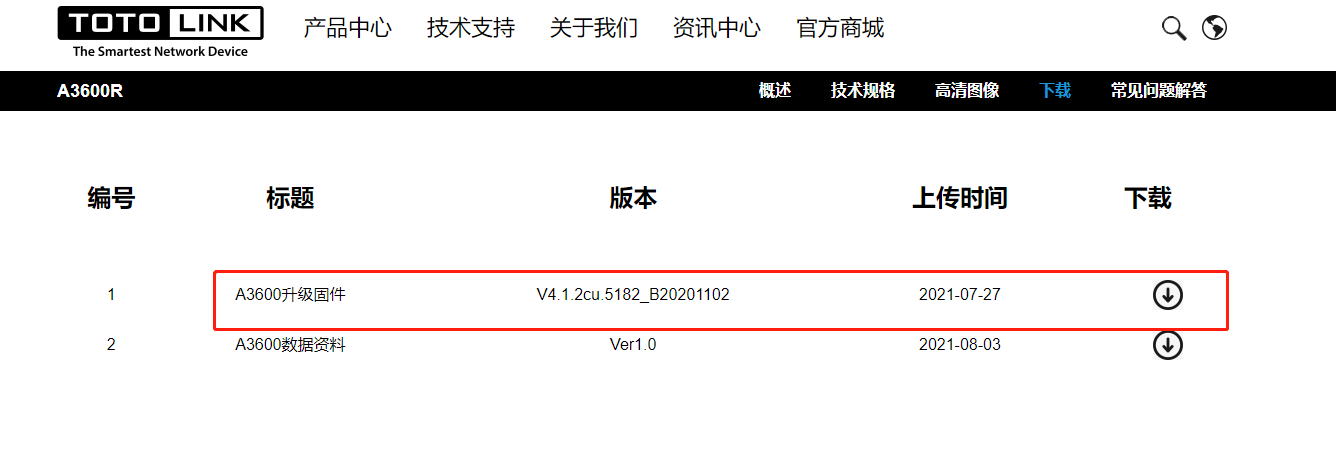 TOTO LINK
The Smartest Network Device
产品中心 技术支持 关于我们 资讯中心 官方商城
A3600R 概述 技术规格 高清图像 下载 常见问题解答
编号 标题 版本 上传时间 下载
1 A3600升级固件 V4.1.2cu.5182_B20201102 2021-07-27
2 A3600数据资料 Ver1.0 2021-08-03